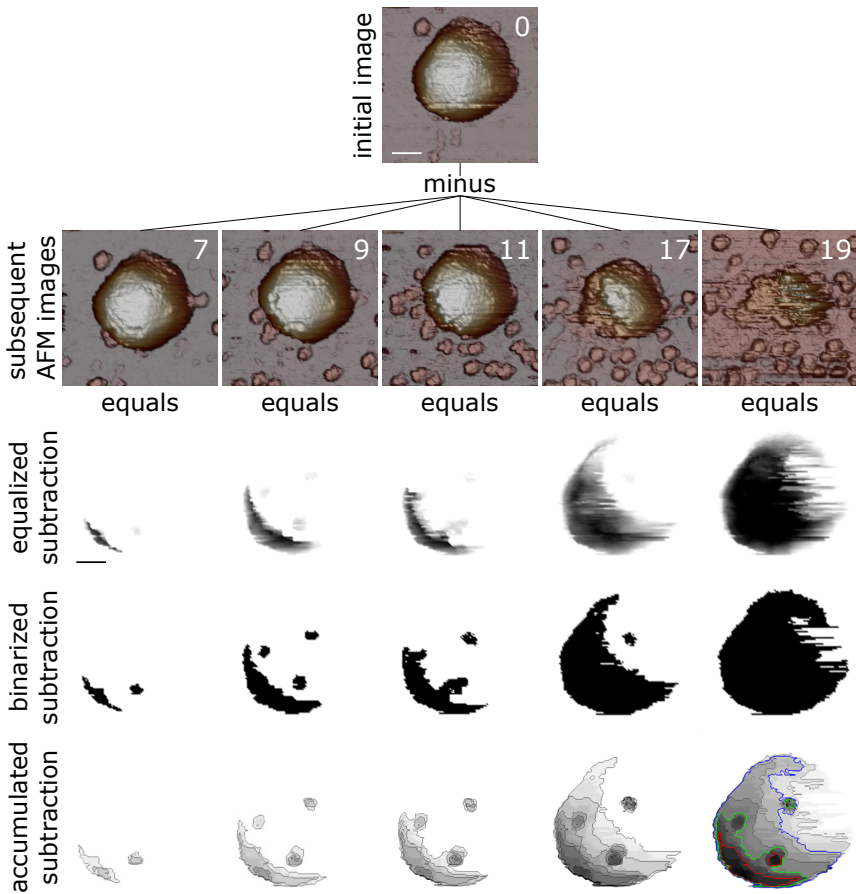 initial image
0
minus
subsequent
AFM images
7
9
11
17
19
equals
equals
equals
equals
equals
equalized
subtraction
binarized
subtraction
accumulated
subtraction